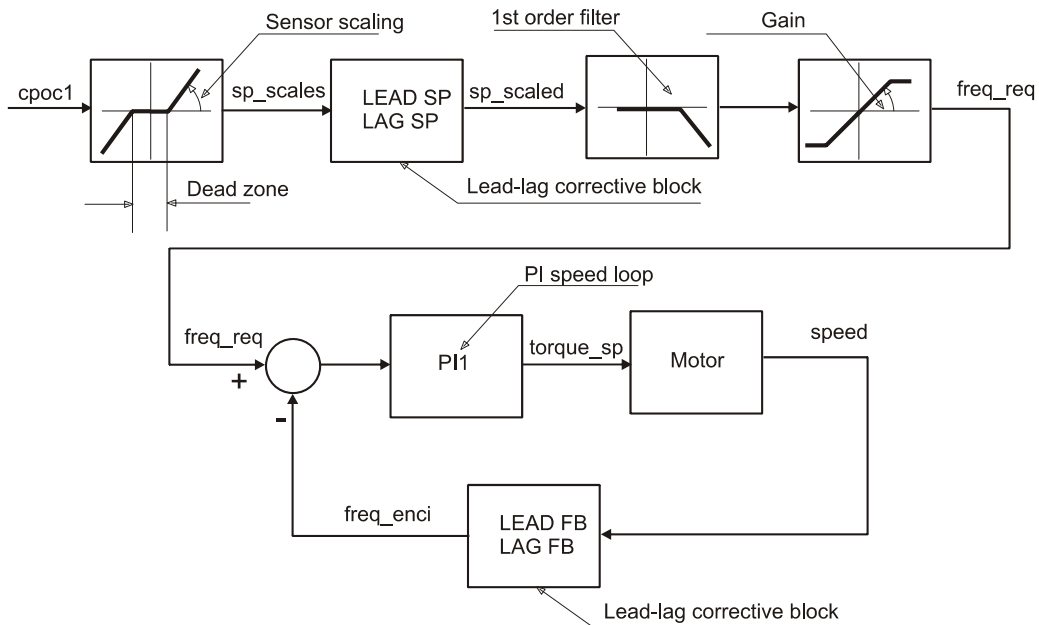 Sensor scaling
1st order filter
Gain
cpoc1
sp_scales
LEAD SP
LAG SP
sp_scaled
freq_req
Dead zone
Lead-lag corrective block
PI speed loop
freq_req
+
-
PI1
torque_sp
Motor
speed
freq_enci
LEAD FB
LAG FB
Lead-lag corrective block